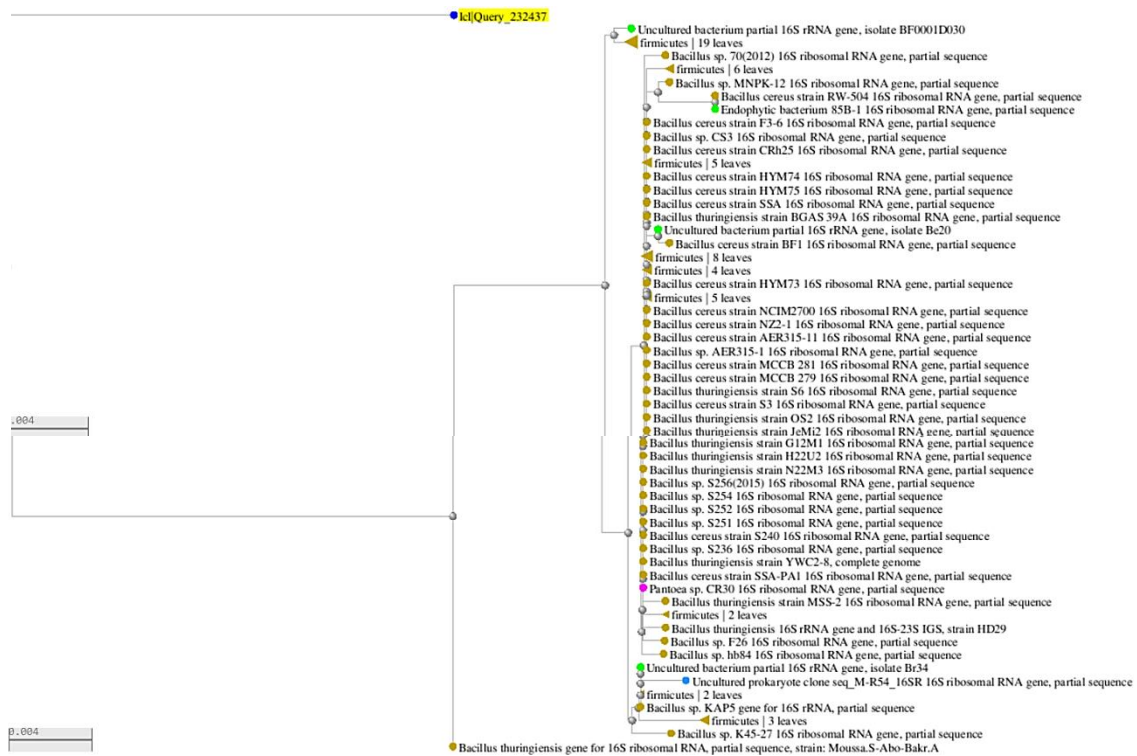 lcl|Query_232437
Uncultured bacterium partial 16S rRNA gene, isolate BF0001D030
firmicutes | 19 leaves
Bacillus sp. 70(2012) 16S ribosomal RNA gene, partial sequence
firmicutes | 6 leaves
Bacillus sp. MNPK-12 16S ribosomal RNA gene, partial sequence
Bacillus cereus strain RW-504 16S ribosomal RNA gene, partial sequence
Endophytic bacterium 85B-1 16S ribosomal RNA gene, partial sequence
Bacillus cereus strain F3-6 16S ribosomal RNA gene, partial sequence
Bacillus sp. CS3 16S ribosomal RNA gene, partial sequence
Bacillus cereus strain CRh25 16S ribosomal RNA gene, partial sequence
firmicutes | 5 leaves
Bacillus cereus strain HYM74 16S ribosomal RNA gene, partial sequence
Bacillus cereus strain HYM75 16S ribosomal RNA gene, partial sequence
Bacillus cereus strain SSA 16S ribosomal RNA gene, partial sequence
Bacillus thuringiensis strain BGAS 39A 16S ribosomal RNA gene, partial sequence
Uncultured bacterium partial 16S rRNA gene, isolate Be20
Bacillus cereus strain BF1 16S ribosomal RNA gene, partial sequence
firmicutes | 8 leaves
firmicutes | 4 leaves
Bacillus cereus strain HYM73 16S ribosomal RNA gene, partial sequence
firmicutes | 5 leaves
Bacillus cereus strain NCIM2700 16S ribosomal RNA gene, partial sequence
Bacillus cereus strain NZ2-1 16S ribosomal RNA gene, partial sequence
Bacillus cereus strain AER315-11 16S ribosomal RNA gene, partial sequence
Bacillus sp. AER315-1 16S ribosomal RNA gene, partial sequence
Bacillus cereus strain MCCB 281 16S ribosomal RNA gene, partial sequence
Bacillus cereus strain MCCB 279 16S ribosomal RNA gene, partial sequence
Bacillus thuringiensis strain S6 16S ribosomal RNA gene, partial sequence
Bacillus cereus strain S3 16S ribosomal RNA gene, partial sequence
Bacillus thuringiensis strain OS2 16S ribosomal RNA gene, partial sequence
.004
Bacillus thuringiensis strain JeMi2 16S ribosomal RNA gene, partial sequence
Bacillus thuringiensis strain G12M1 16S ribosomal RNA gene, partial sequence
Bacillus thuringiensis strain H22U2 16S ribosomal RNA gene, partial sequence
Bacillus thuringiensis strain N22M3 16S ribosomal RNA gene, partial sequence
Bacillus sp. S256(2015) 16S ribosomal RNA gene, partial sequence
Bacillus sp. S254 16S ribosomal RNA gene, partial sequence
Bacillus sp. S252 16S ribosomal RNA gene, partial sequence
Bacillus sp. S251 16S ribosomal RNA gene, partial sequence
Bacillus cereus strain S240 16S ribosomal RNA gene, partial sequence
Bacillus sp. S236 16S ribosomal RNA gene, partial sequence
Bacillus thuringiensis strain YWC2-8, complete genome
Bacillus cereus strain SSA-PA1 16S ribosomal RNA gene, partial sequence
Pantoea sp. CR30 16S ribosomal RNA gene, partial sequence
Bacillus thuringiensis strain MSS-2 16S ribosomal RNA gene, partial sequence
firmicutes | 2 leaves
Bacillus thuringiensis 16S rRNA gene and 16S-23S IGS, strain HD29
Bacillus sp. F26 16S ribosomal RNA gene, partial sequence
Bacillus sp. hb84 16S ribosomal RNA gene, partial sequence
Uncultured bacterium partial 16S rRNA gene, isolate Br34
Uncultured prokaryote clone seq_M-R54_16SR 16S ribosomal RNA gene, partial sequence
firmicutes | 2 leaves
Bacillus sp. KAP5 gene for 16S rRNA, partial sequence
firmicutes | 3 leaves
0.004
Bacillus sp. K45-27 16S ribosomal RNA gene, partial sequence
Bacillus thuringiensis gene for 16S ribosomal RNA, partial sequence, strain: Moussa.S-Abo-Bakr.A